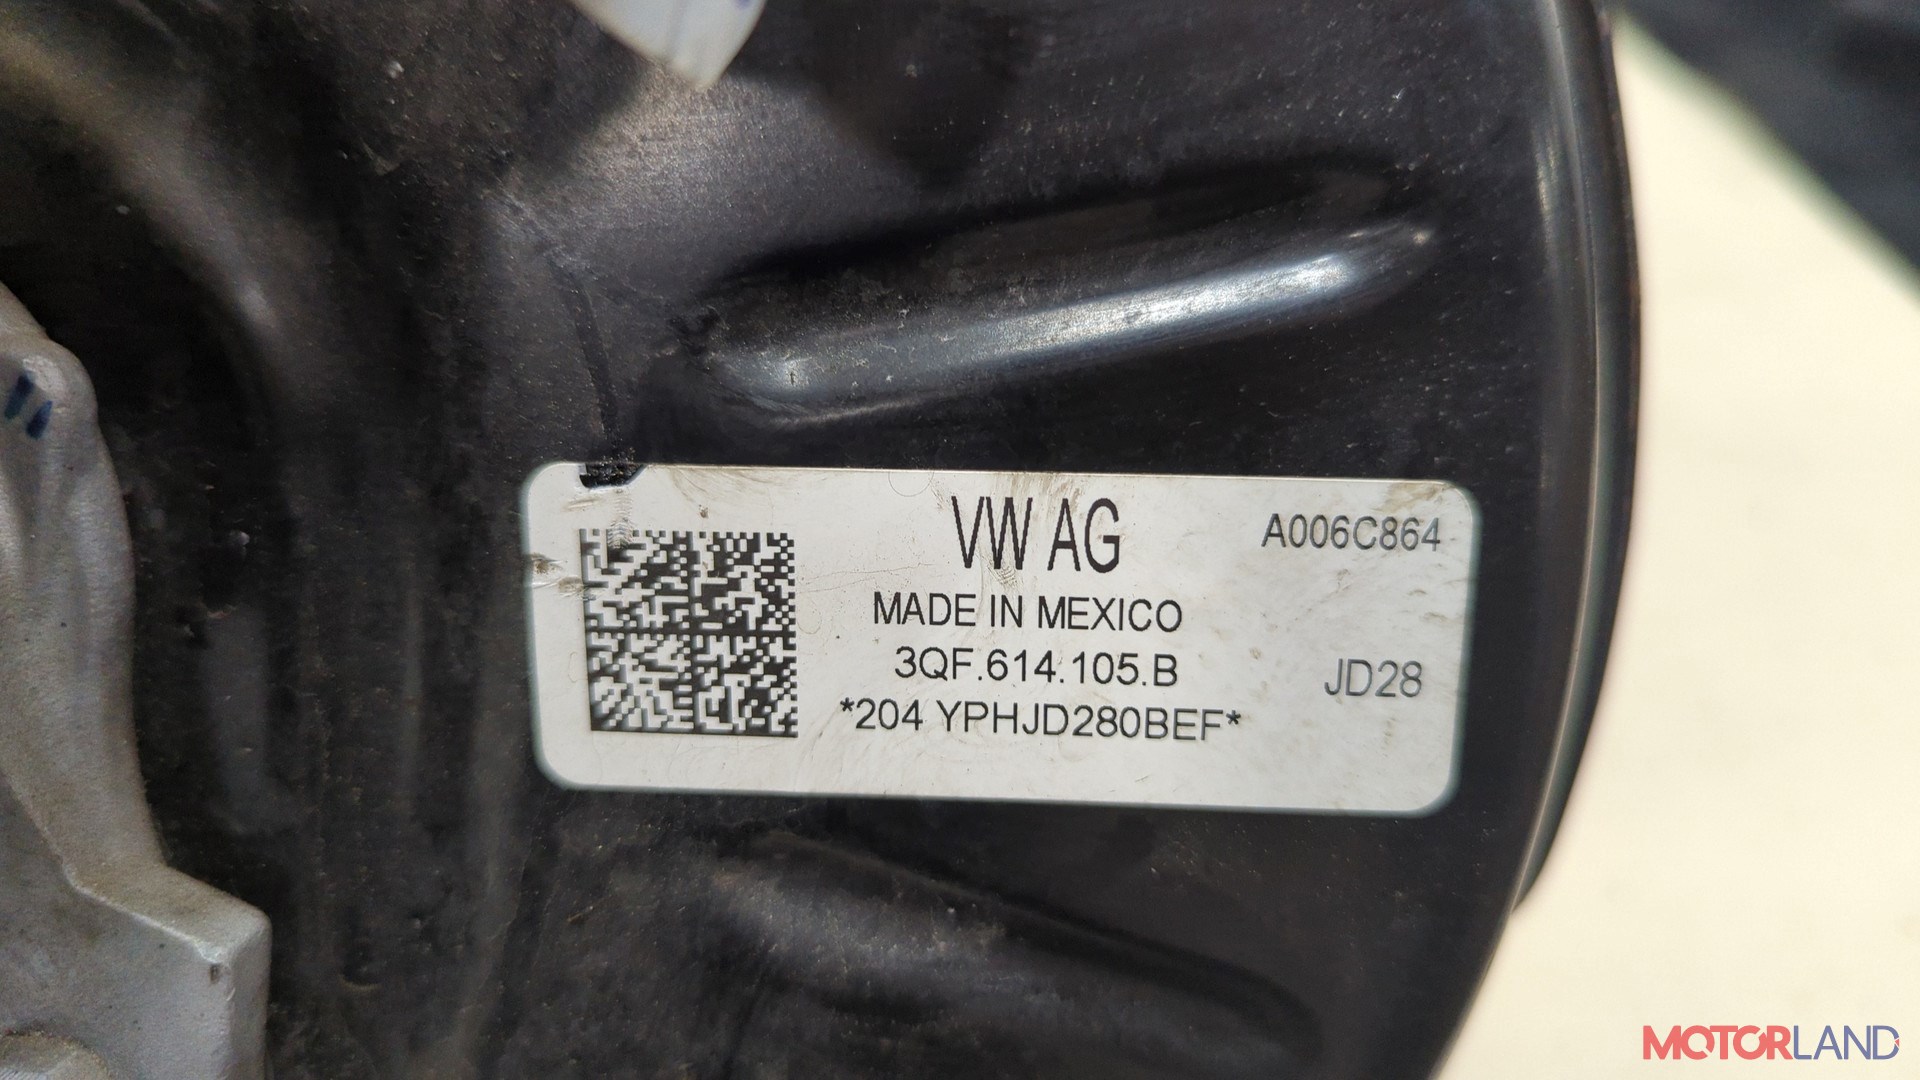 VW AG
A006C864
MADE IN MEXICO
3QF.614.105.B
JD28
*204 YPHJD280BEF*
MOTORLAND